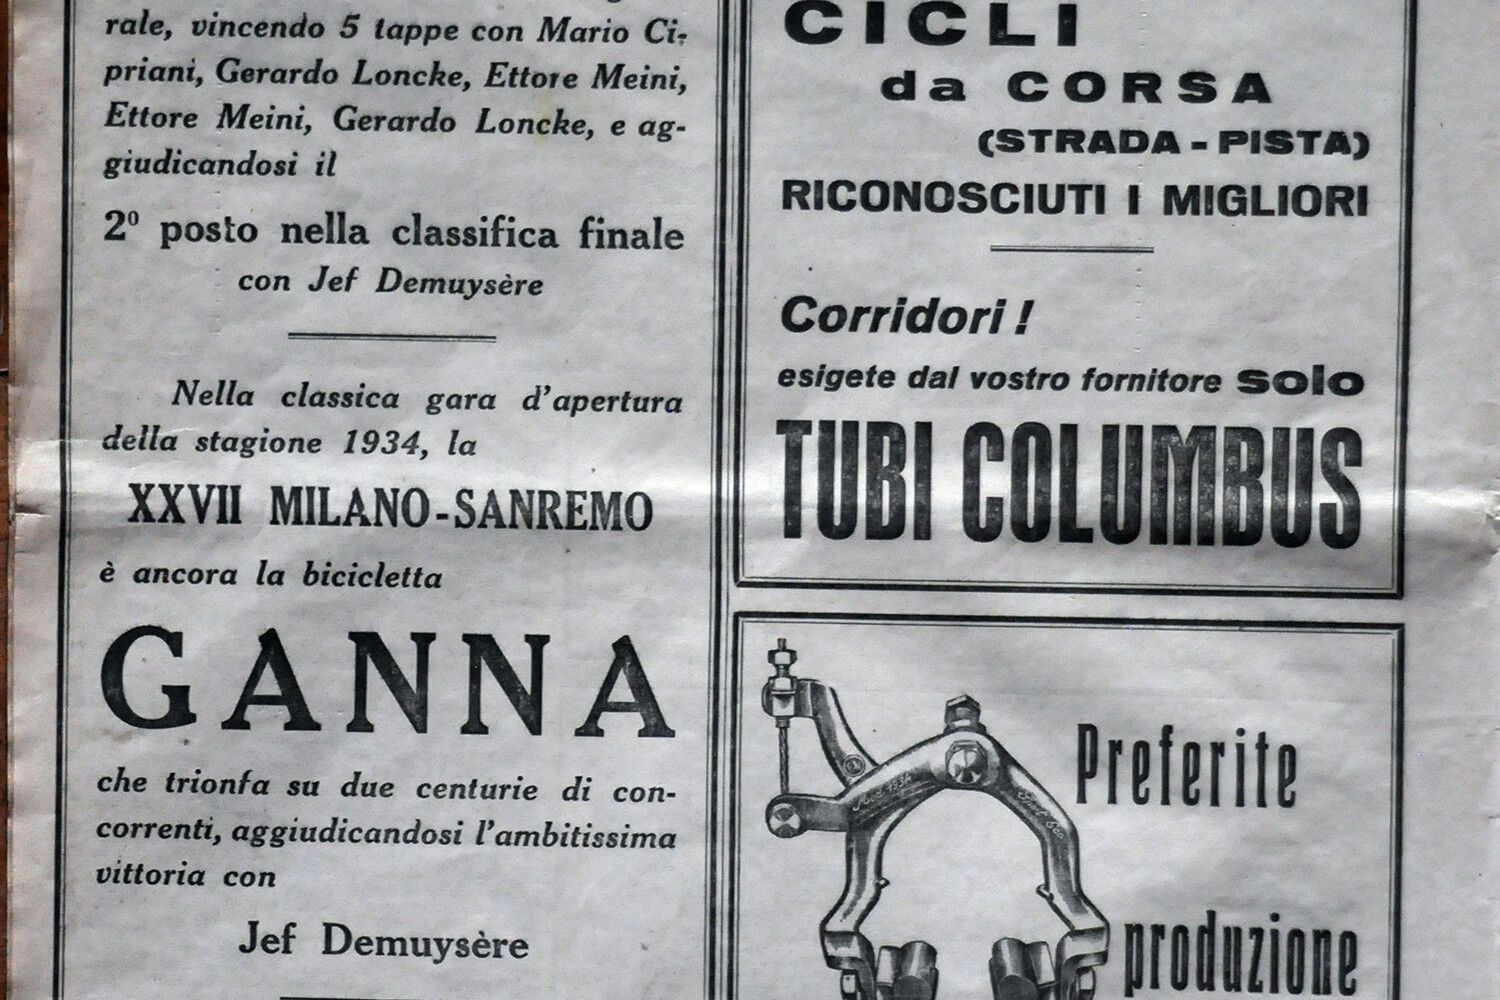 rale, vincendo 5 tappe con Mario Ci-
priani, Gerardo Loncke, Ettore Meini,
Ettore Meini, Gerardo Loncke, e ag-
giudicandosi il
2º posto nella classifica finale
con Jef Demuysère
Nella classica gara d'apertura
della stagione 1934, la
XXVII MILANO-SANREMO
è ancora la bicicletta
GANNA
che trionfa su due centurie di con-
correnti, aggiudicandosi l'ambitissima
vittoria con
Jef Demuysère
CICLI
da CORSA
(STRADA - PISTA)
RICONOSCIUTI I MIGLIORI
Corridori !
esigete dal vostro fornitore solo
TUBI COLUMBUS
Mod. 1934
Preferite
produzione